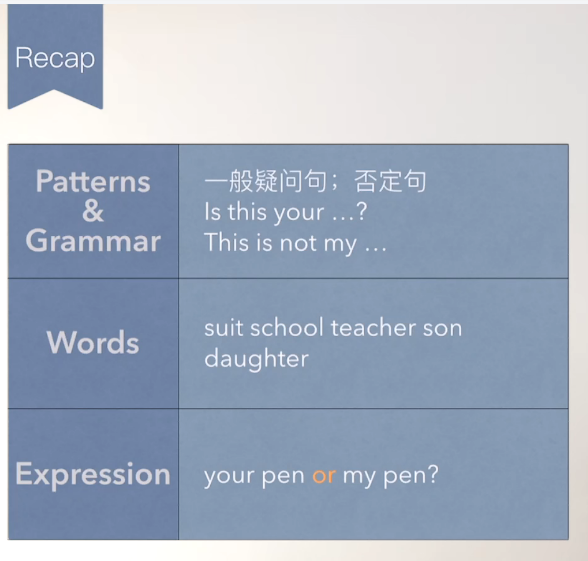 Recap
Patterns
&
Grammar
一般疑问句；否定句
Is this your …?
This is not my …
Words
suit school teacher son
daughter
Expression
your pen or my pen?